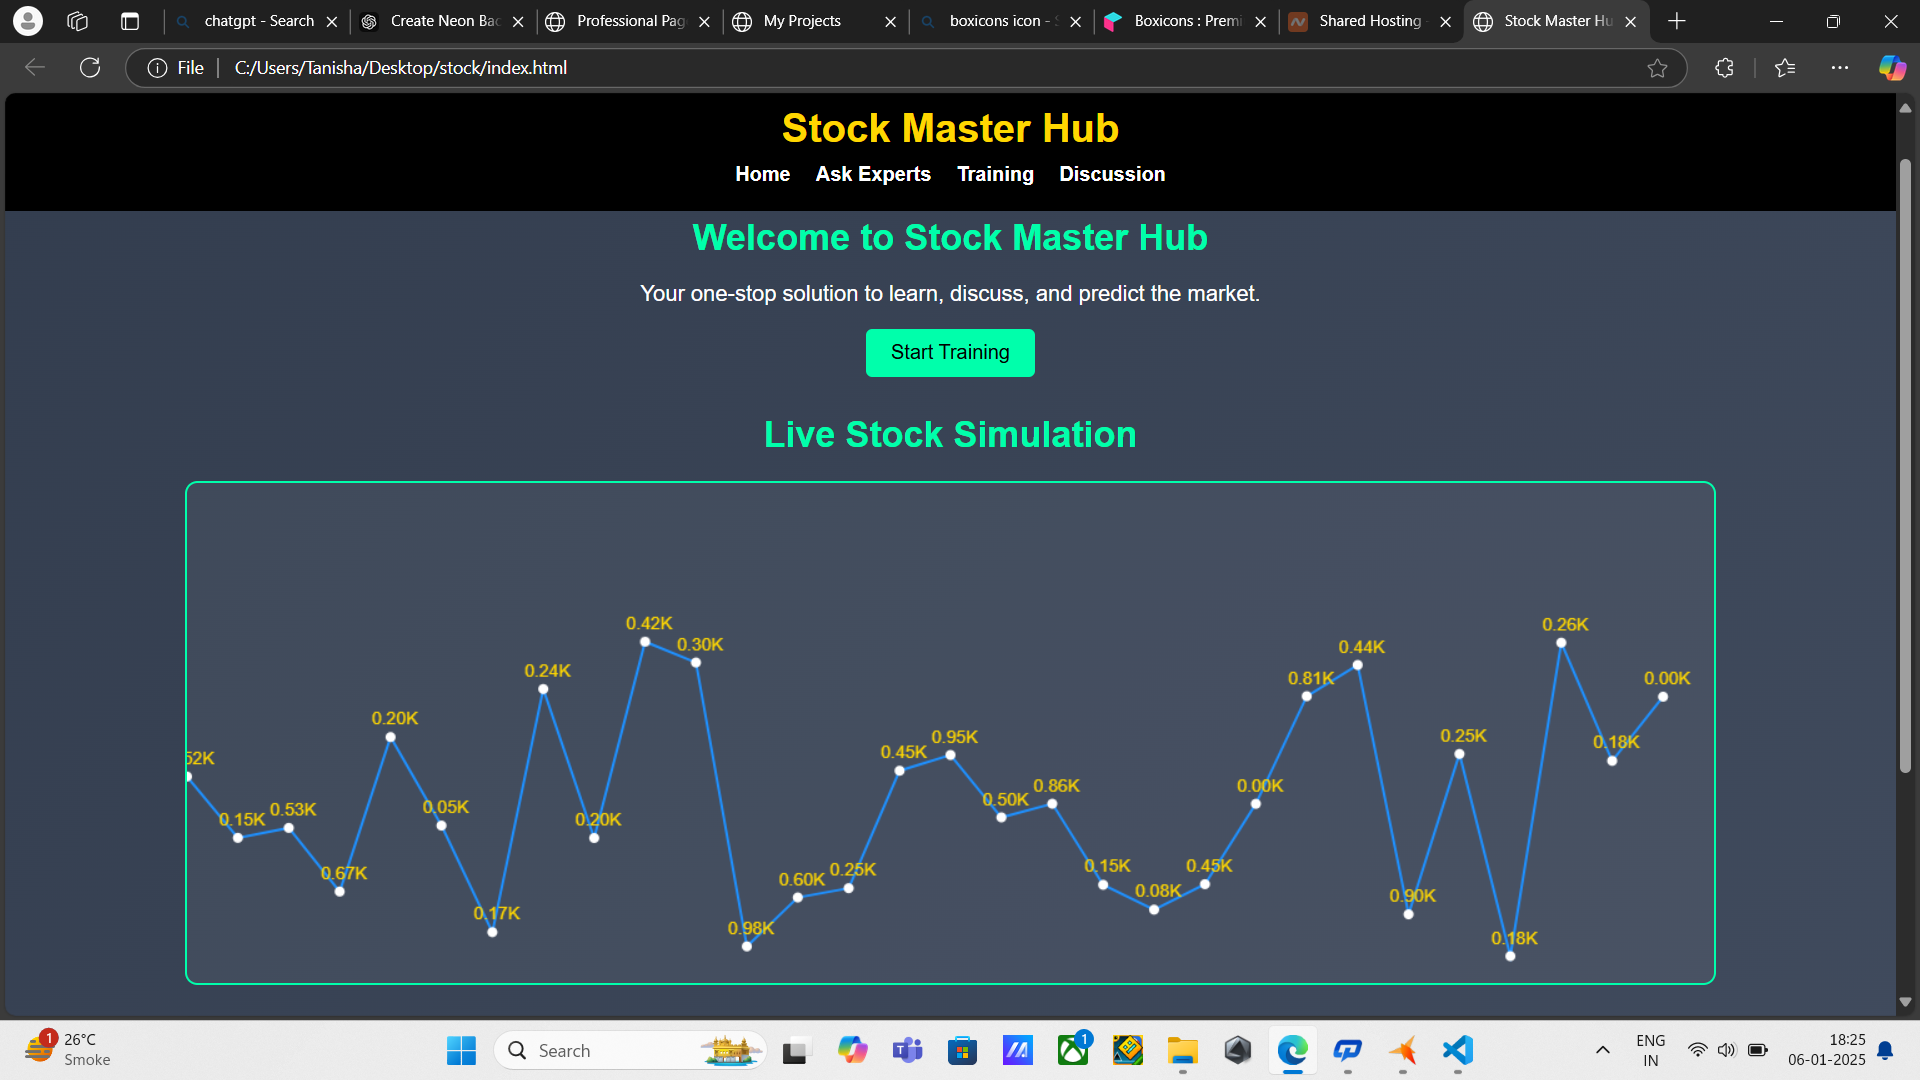 chatgpt - Search
Create Neon Bac
Professional Pag
My Projects
boxicons icon - S
Boxicons : Premi
Shared Hosting
Stock Master Hu
File
C:/Users/Tanisha/Desktop/stock/index.html
Stock Master Hub
Home Ask Experts Training Discussion
Welcome to Stock Master Hub
Your one-stop solution to learn, discuss, and predict the market.
Start Training
Live Stock Simulation
52K
0.15K
0.53K
0.67K
0.20K
0.05K
0.17K
0.24K
0.20K
0.42K
0.30K
0.98K
0.60K
0.25K
0.45K
0.95K
0.50K
0.86K
0.15K
0.08K
0.45K
0.00K
0.81K
0.44K
0.90K
0.25K
0.18K
0.26K
0.18K
0.00K
1
26°C
Smoke
Search
1
ENG
IN
18:25
06-01-2025